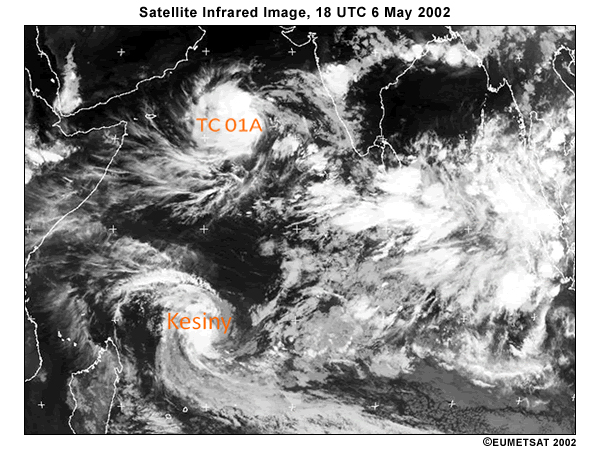 Satellite Infrared Image, 18 UTC 6 May 2002
TC 01A
Kesiny
©EUMETSAT 2002